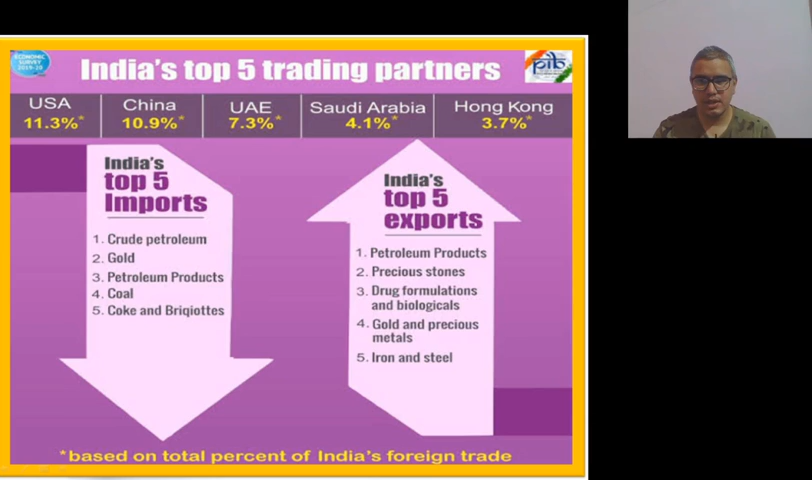 ECONOMIC
SURVEY
2019-20
India's top 5 trading partners
pib
USA
11.3%*
China
10.9%*
UAE
7.3%*
Saudi Arabia
4.1%*
Hong Kong
3.7%*
India's
top 5
Imports
1. Crude petroleum
2. Gold
3. Petroleum Products
4. Coal
5. Coke and Briqiottes
India's
top 5
exports
1. Petroleum Products
2. Precious stones
3. Drug formulations
and biologicals
4. Gold and precious
metals
5. Iron and steel
*based on total percent of India's foreign trade